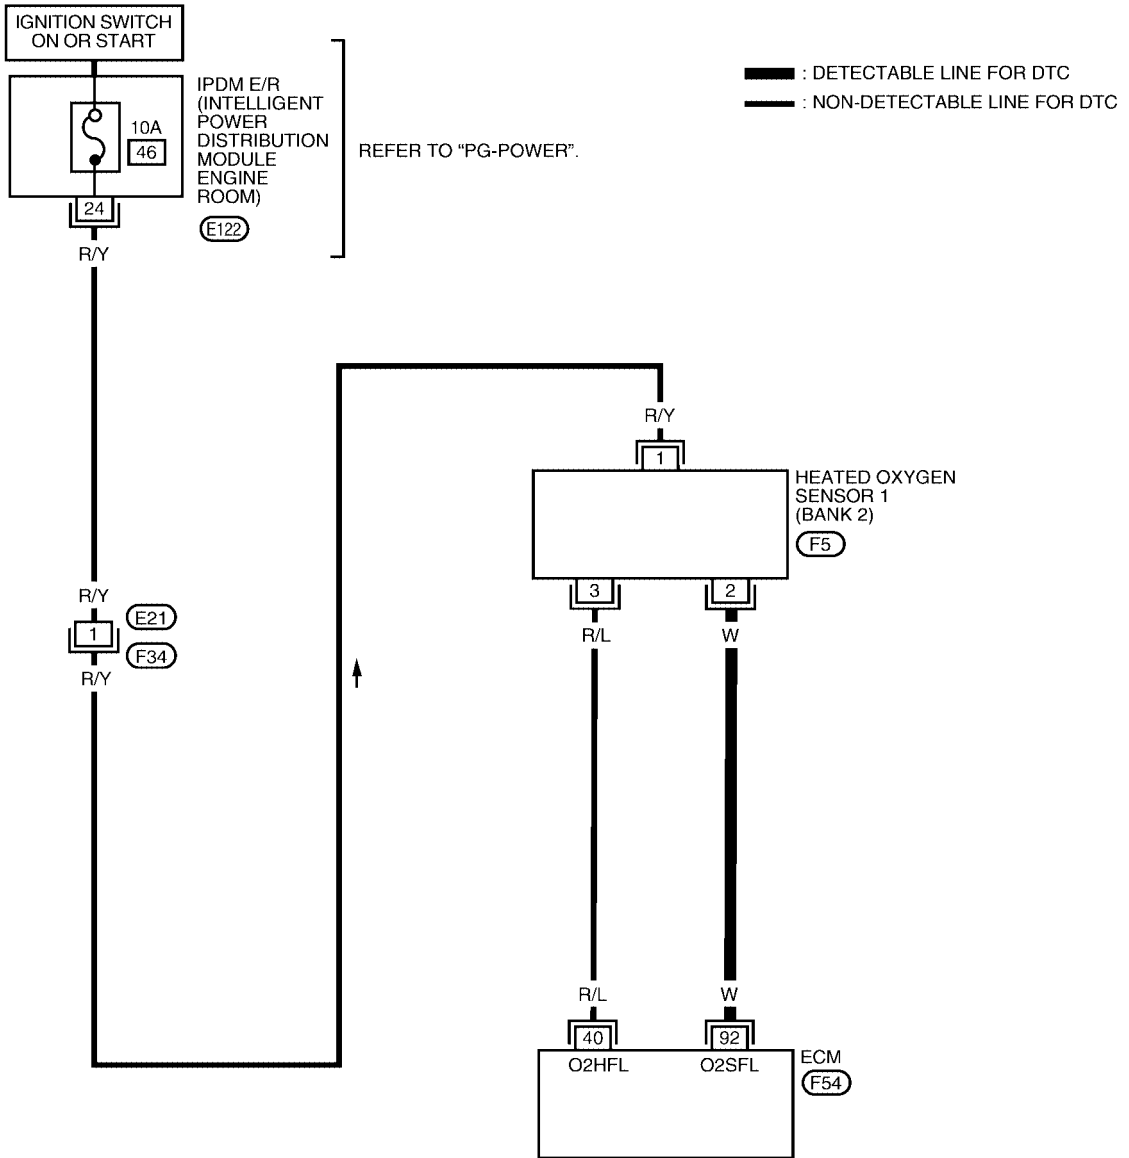 IGNITION SWITCH
ON OR START
IPDM E/R
(INTELLIGENT
POWER
DISTRIBUTION
MODULE
ENGINE
ROOM)
E122
10A
46
24
R/Y
REFER TO “PG-POWER”.
: DETECTABLE LINE FOR DTC
: NON-DETECTABLE LINE FOR DTC
R/Y
1
HEATED OXYGEN
SENSOR 1
(BANK 2)
F5
3
2
R/Y
E21
1
F34
R/Y
R/L
W
R/L
W
40
92
O2HFL
O2SFL
ECM
F54